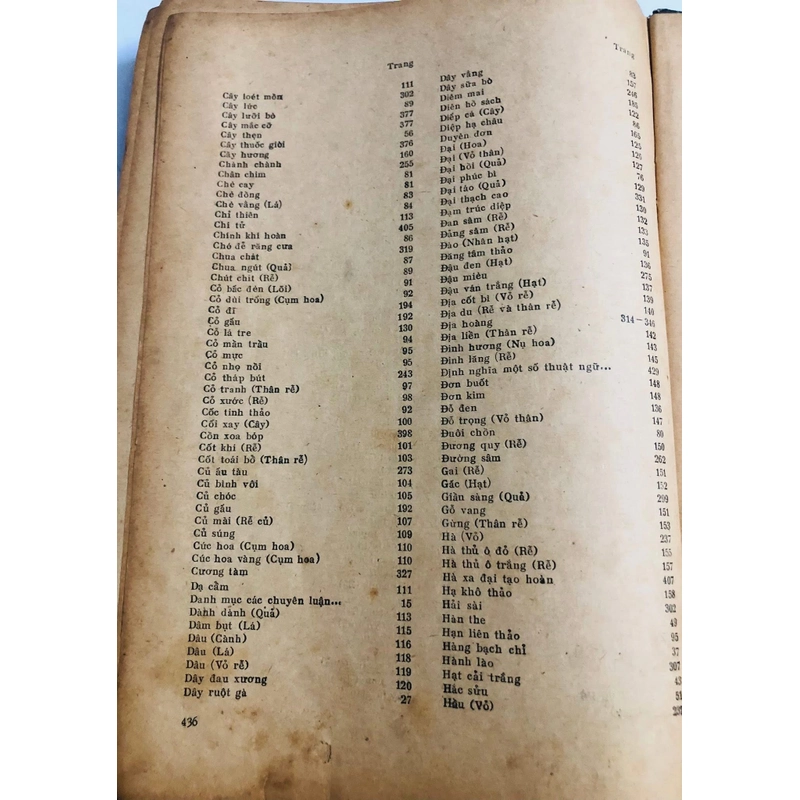 Trang
Cây loét mồm 111
Cây lức 302
Cây lưỡi bò 89
Cây mắc cỡ 377
Cây thẹn 377
Cây thuốc giòi 56
Cây hương 376
Chành chành 160
Chân chim 255
Chè cay 81
Chè đông 81
Chè vằng (Lá) 83
Chỉ thiên 84
Chi tử 113
Chính khí hoàn 405
Chó đẻ răng cưa 86
Chua chát 319
Chua ngút (Quả) 87
Chút chít (Rễ) 89
Cỏ bấc đèn (Lõi) 91
Cỏ dùi trống (Cụm hoa) 92
Cỏ đĩ 194
Cỏ gấu 192
Cỏ lá tre 130
Cỏ mần trầu 94
Cỏ mực 95
Cỏ nhọ nồi 95
Cỏ tháp bút 243
Cỏ tranh (Thân rễ) 97
Cỏ xước (Rễ) 98
Cốc tinh thảo 92
Cối xay (Cây) 100
Cồn xoa bóp 398
Cốt khí (Rễ) 101
Cốt toái bổ (Thân rễ) 103
Củ ấu tàu 273
Củ bình vôi 104
Củ chóc 105
Củ gấu 192
Củ mài (Rễ củ) 107
Củ súng 109
Cúc hoa (Cụm hoa) 110
Cúc hoa vàng (Cụm hoa) 110
Cương tàm 327
Dạ cẩm 111
Danh mục các chuyên luận... 15
Dành dành (Quả) 113
Dâm bụt (Lá) 115
Dâu (Cành) 116
Dâu (Lá) 118
Dâu (Vỏ rễ) 119
Dây đau xương 120
Dây ruột gà 27
436
Trang
Dây vằng 83
Dây sữa bò 157
Diêm mai 246
Diên hồ sách 185
Diếp cá (Cây) 122
Diệp hạ châu 86
Duyên đơn 165
Đại (Hoa) 125
Đại (Vỏ thân) 126
Đại hồi (Quả) 127
Đại phúc bì 76
Đại táo (Quả) 129
Đại thạch cao 331
Đạm trúc diệp 130
Đan sâm (Rễ) 132
Đảng sâm (Rễ) 133
Đào (Nhân hạt) 135
Đăng tâm thảo 91
Đậu đen (Hạt) 136
Đậu miêu 275
Đậu ván trắng (Hạt) 137
Địa cốt bì (Vỏ rễ) 139
Địa du (Rễ và thân rễ) 140
Địa hoàng 314 — 346
Địa liền (Thân rễ) 142
Đinh hương (Nụ hoa) 143
Đinh lăng (Rễ) 145
Định nghĩa một số thuật ngữ... 429
Đơn buốt 148
Đơn kim 148
Đỗ đen 136
Đỗ trọng (Vỏ thân) 147
Đuôi chồn 80
Đương quy (Rễ) 150
Đường sâm 262
Gai (Rễ) 151
Gấc (Hạt) 152
Giàu sàng (Quả) 299
Gỗ vang 151
Gừng (Thân rễ) 153
Hà (Vỏ) 237
Hà thủ ô đỏ (Rễ) 155
Hà thủ ô trắng (Rễ) 157
Hà xa đại tạo hoàn 407
Hạ khô thảo 158
Hải sài 302
Hàn the 49
Hạn liên thảo 95
Hàng bạch chỉ 37
Hành lào 307
Hạt cải trắng 43
Hắc sửu 51
Hàu (Vỏ) 237